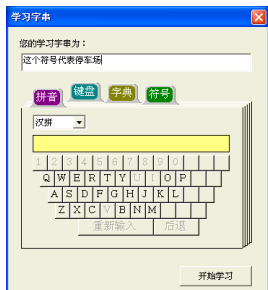 学习字串
您的学习字串为：
这个符号代表停车场
拼音 键盘 字典 符号
汉拼
1 2 3 4 5 6 7 8 9 0
Q W E R T Y U I O P
A S D F G H J K L
Z X C V B N M
重新输入 后退
开始学习